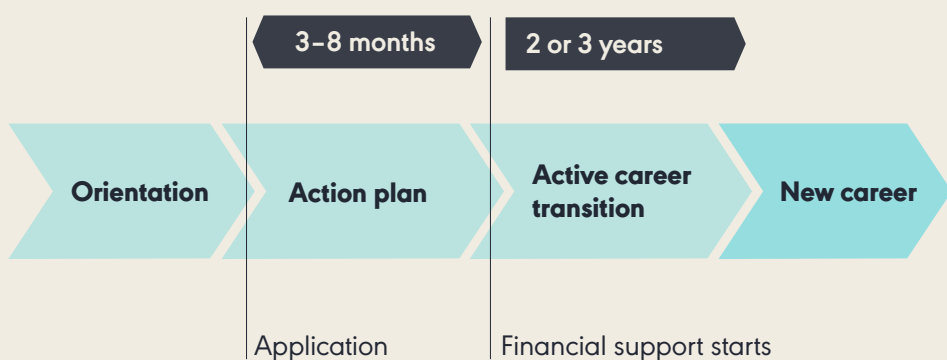 3–8 months
2 or 3 years
Orientation
Action plan
Active career
transition
New career
Application
Financial support starts